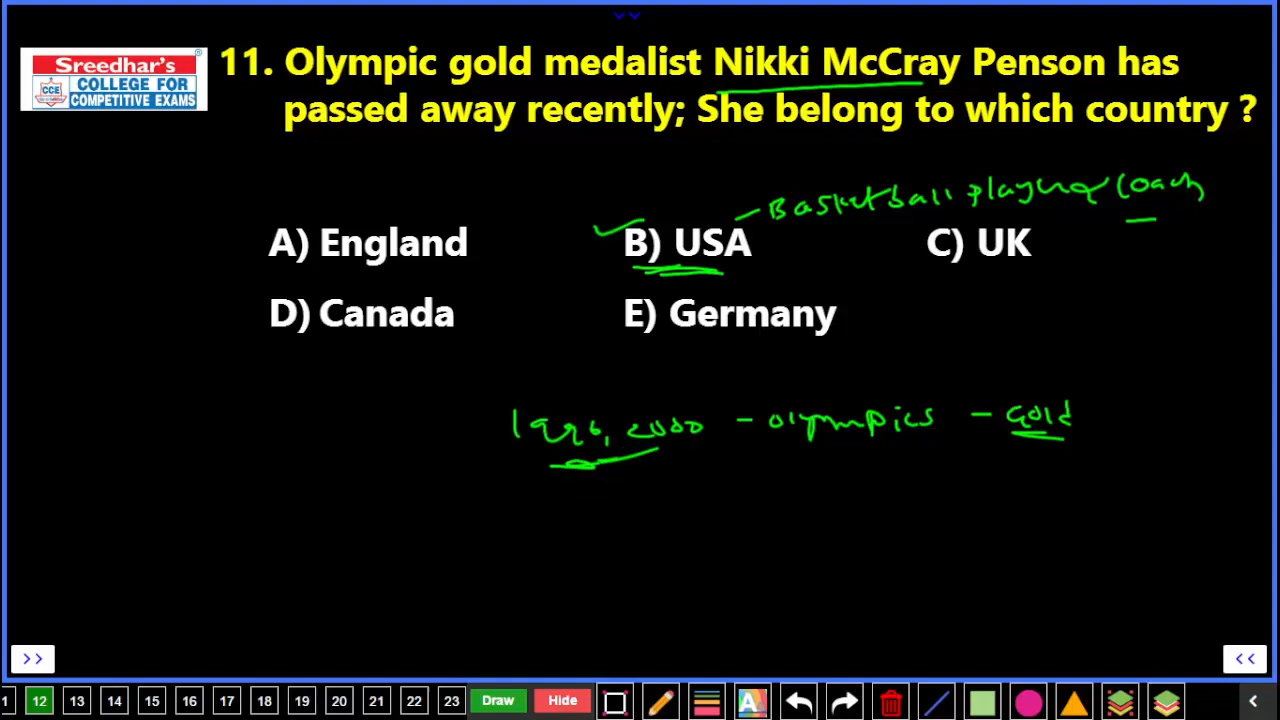 Sreedhar's
CCE
COLLEGE FOR
COMPETITIVE EXAMS
®
11. Olympic gold medalist Nikki McCray Penson has
passed away recently; She belong to which country ?
- Basketball player & Coach
A) England B) USA C) UK
D) Canada E) Germany
1996, 2000 - olympics - Gold
>> <<
1 12 13 14 15 16 17 18 19 20 21 22 23 Draw Hide A <